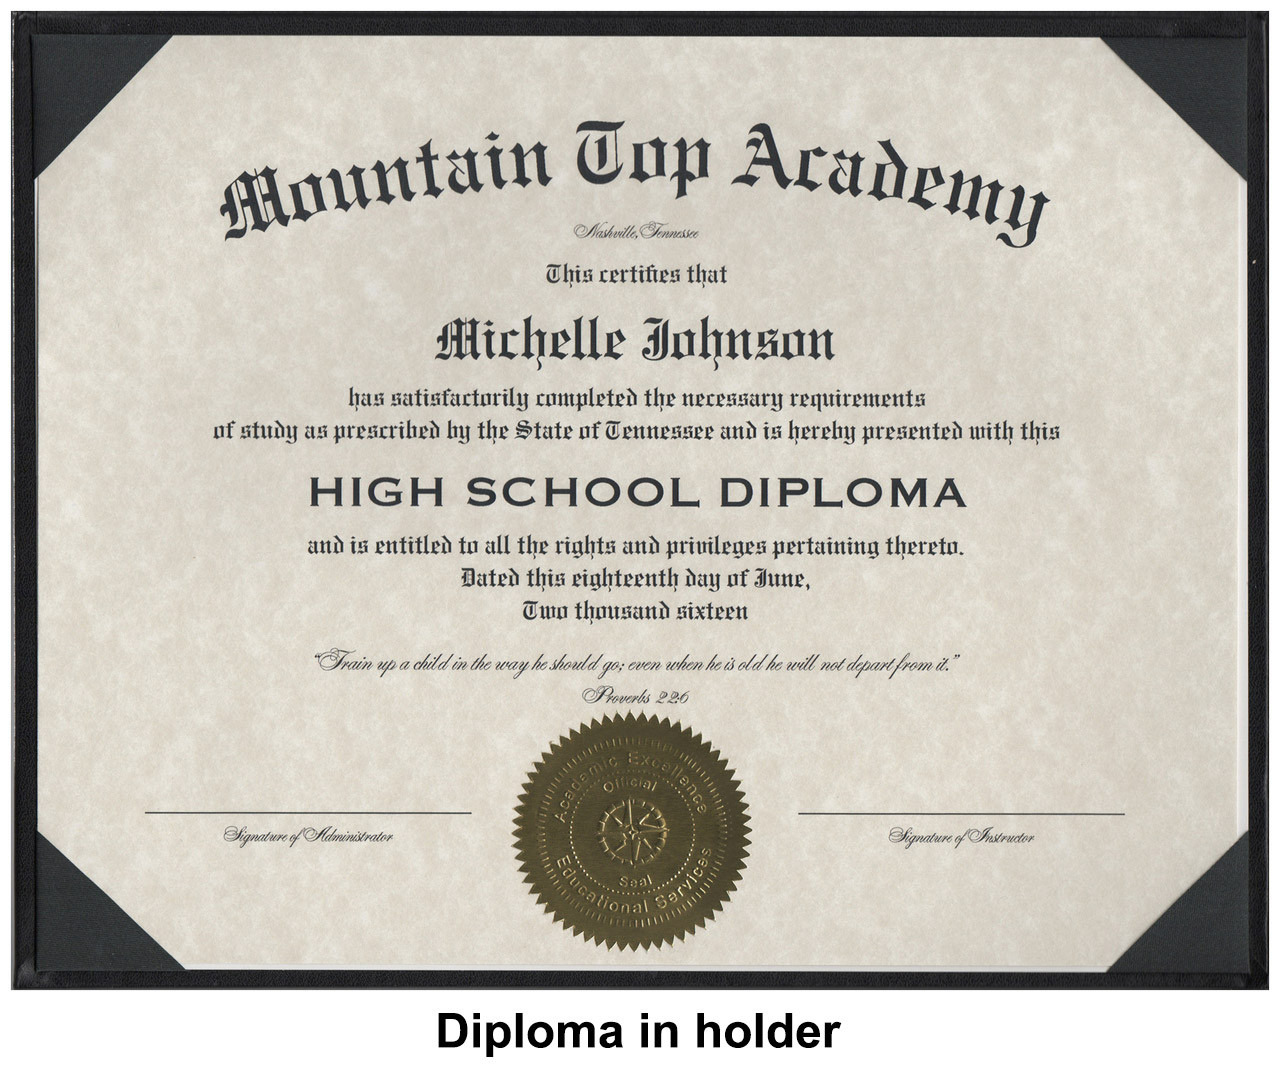 Mountain Top Academy
Nashville, Tennessee
This certifies that
Michelle Johnson
has satisfactorily completed the necessary requirements
of study as prescribed by the State of Tennessee and is hereby presented with this
HIGH SCHOOL DIPLOMA
and is entitled to all the rights and privileges pertaining thereto.
Dated this eighteenth day of June,
Two thousand sixteen
"Train up a child in the way he should go; even when he is old he will not depart from it."
Proverbs 22:6
Academic Excellence
Official
Seal
Educational Services
Signature of Administrator
Signature of Instructor
Diploma in holder